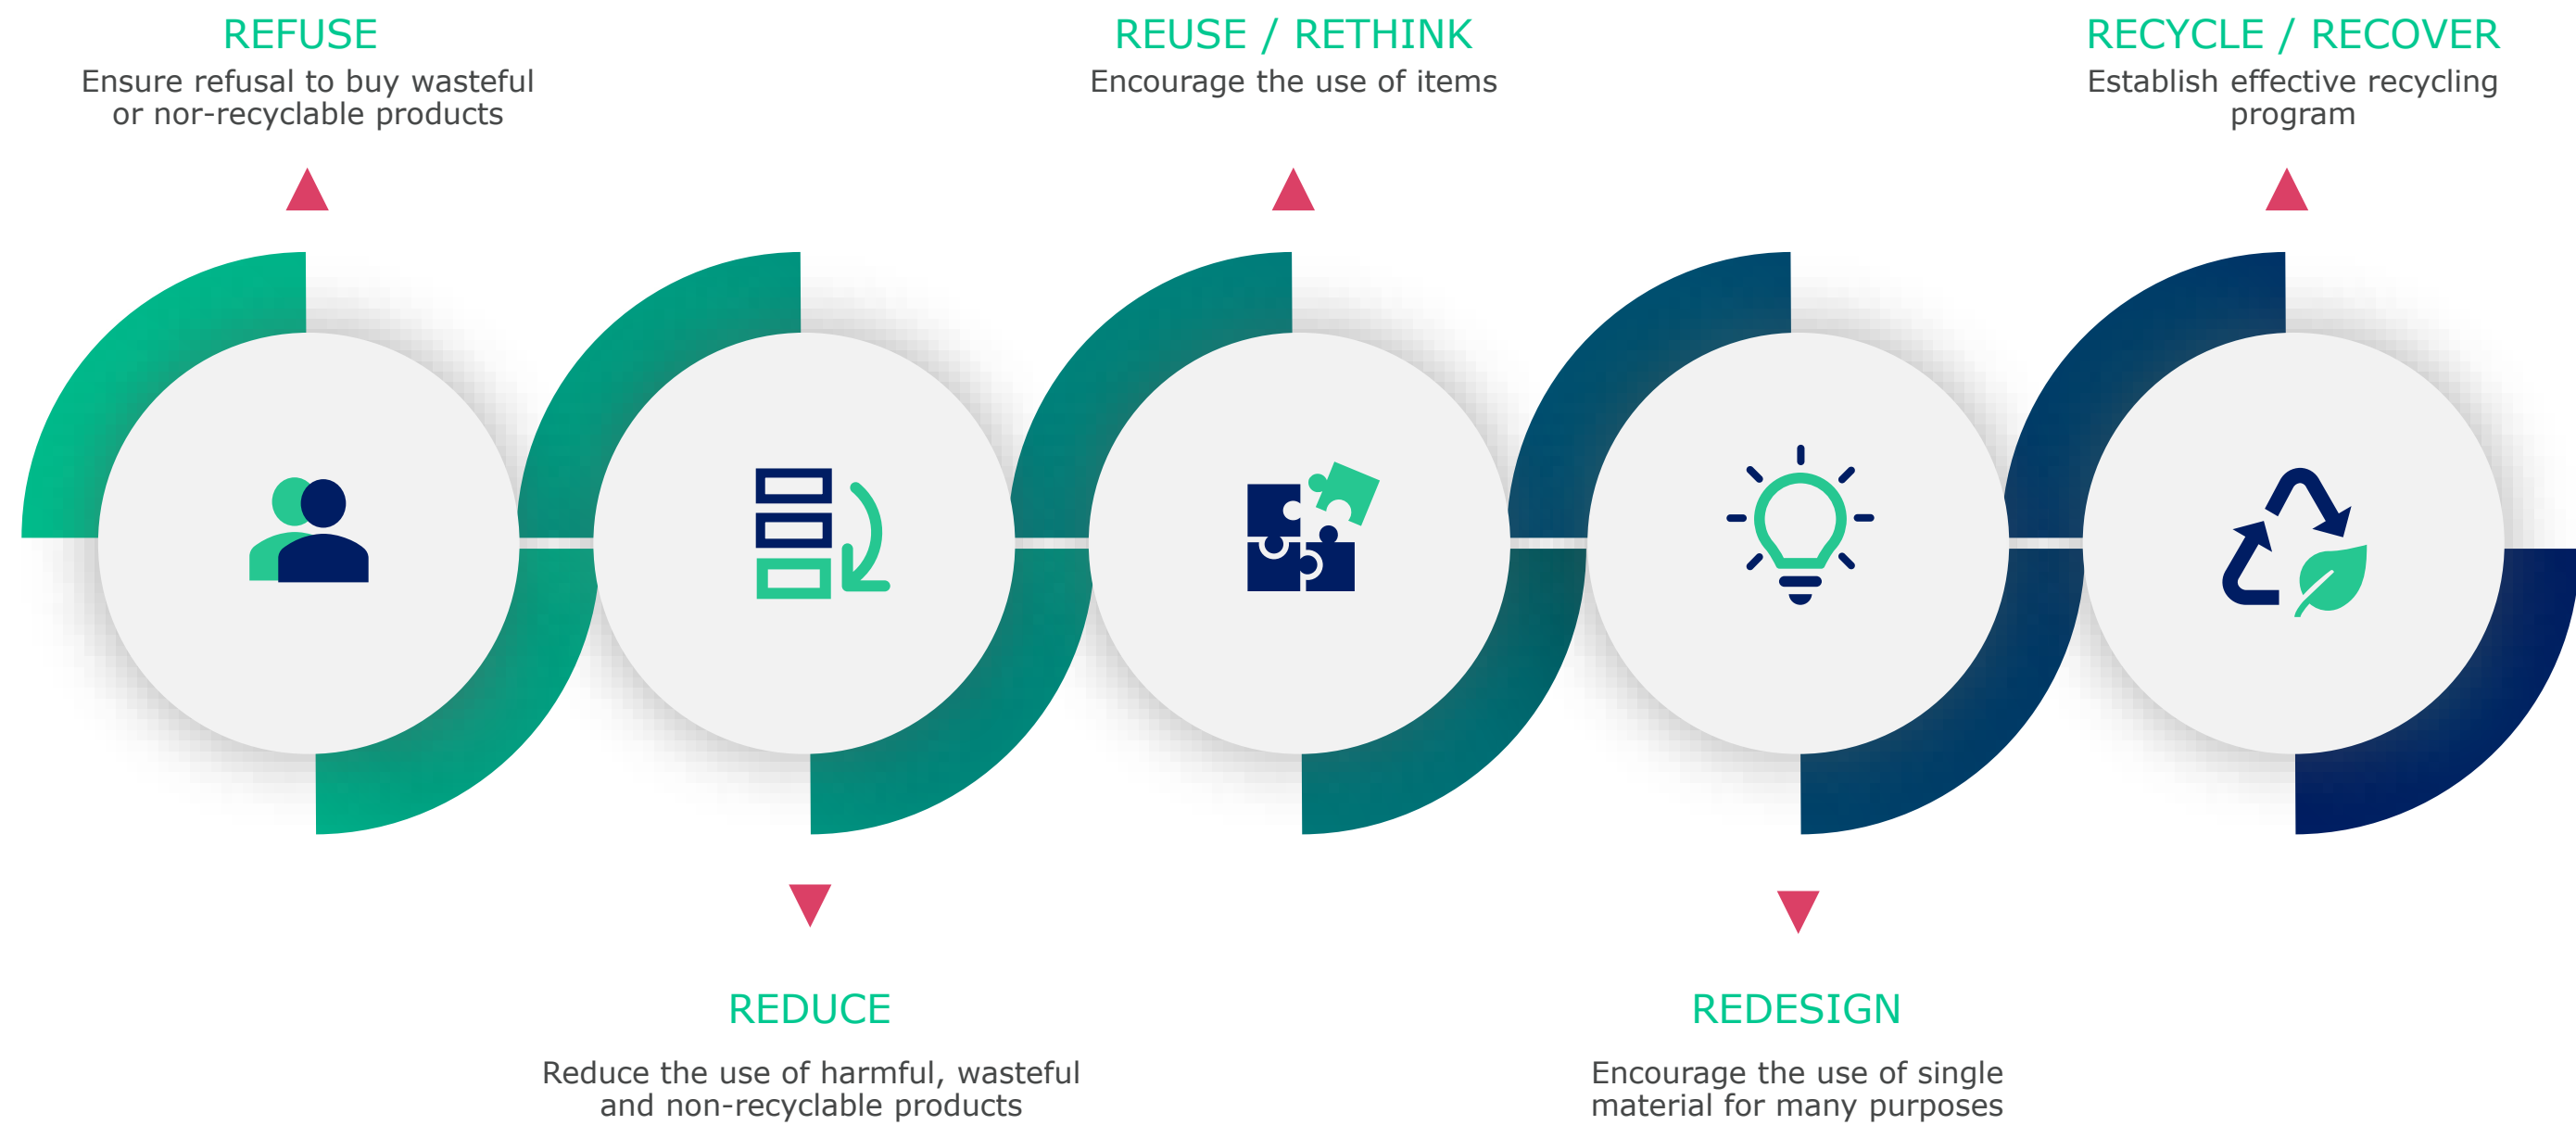 REFUSE
Ensure refusal to buy wasteful
or nor-recyclable products
REDUCE
Reduce the use of harmful, wasteful
and non-recyclable products
REUSE / RETHINK
Encourage the use of items
REDESIGN
Encourage the use of single
material for many purposes
RECYCLE / RECOVER
Establish effective recycling
program